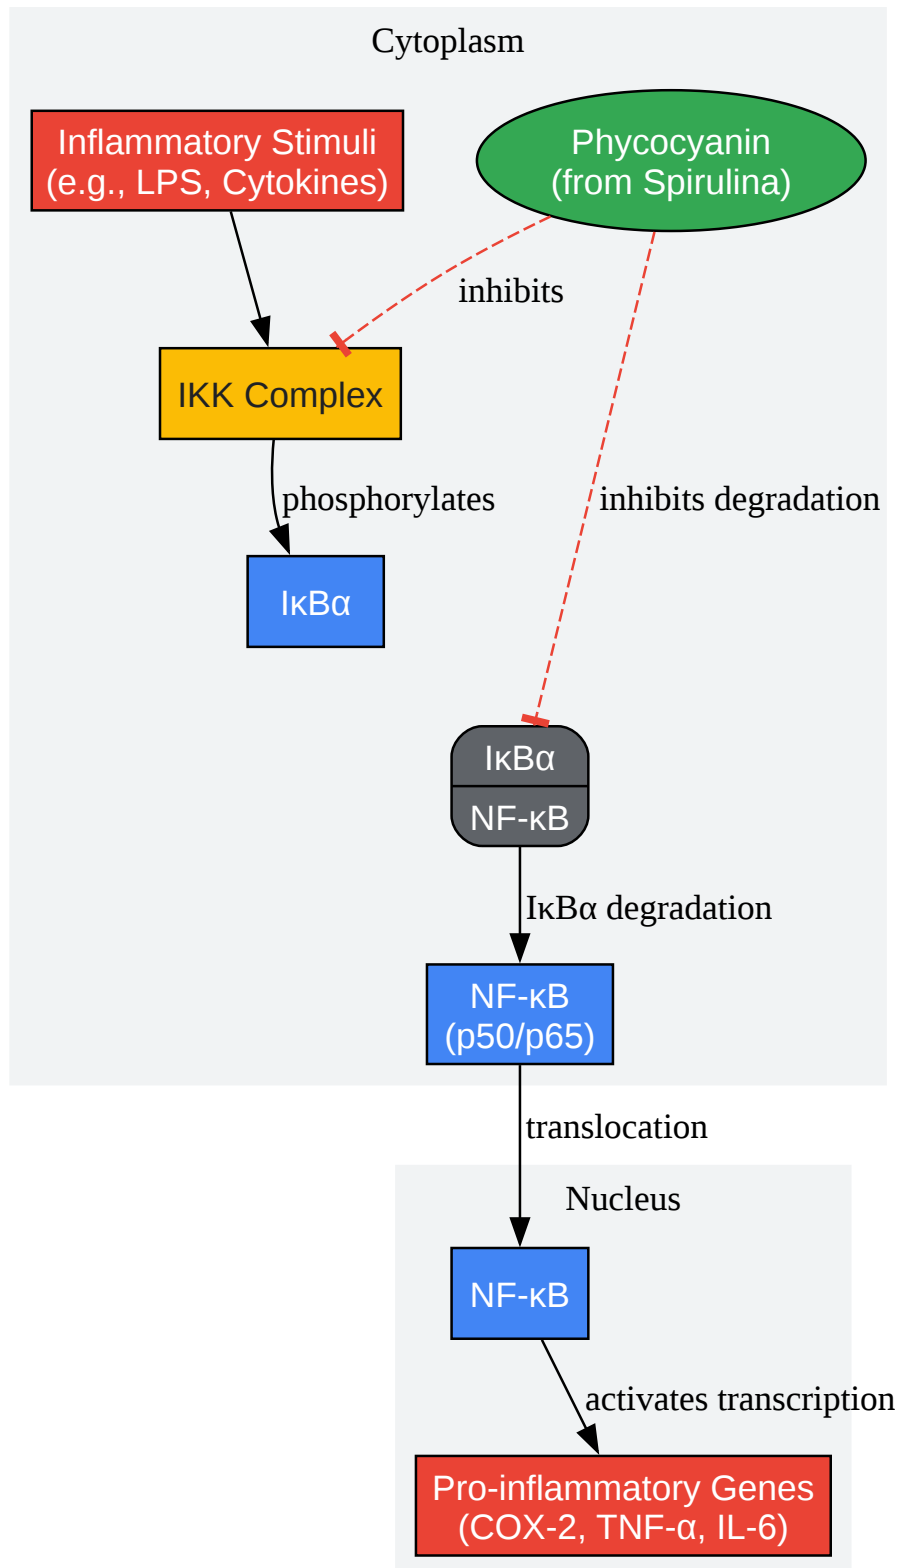 Cytoplasm
Inflammatory Stimuli
(e.g., LPS, Cytokines)
Phycocyanin
(from Spirulina)
inhibits
IKK Complex
phosphorylates
inhibits degradation
IκBα
IκBα
NF-κB
IκBα degradation
NF-κB
(p50/p65)
translocation
Nucleus
NF-κB
activates transcription
Pro-inflammatory Genes
(COX-2, TNF-α, IL-6)